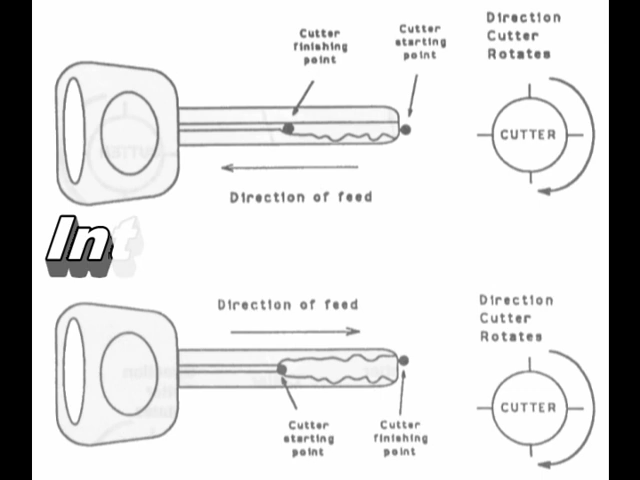 Cutter
finishing
point
Cutter
starting
point
Direction
Cutter
Rotates
CUTTER
Direction of feed
Int
Direction of feed
Direction
Cutter
Rotates
CUTTER
Cutter
starting
point
Cutter
finishing
point